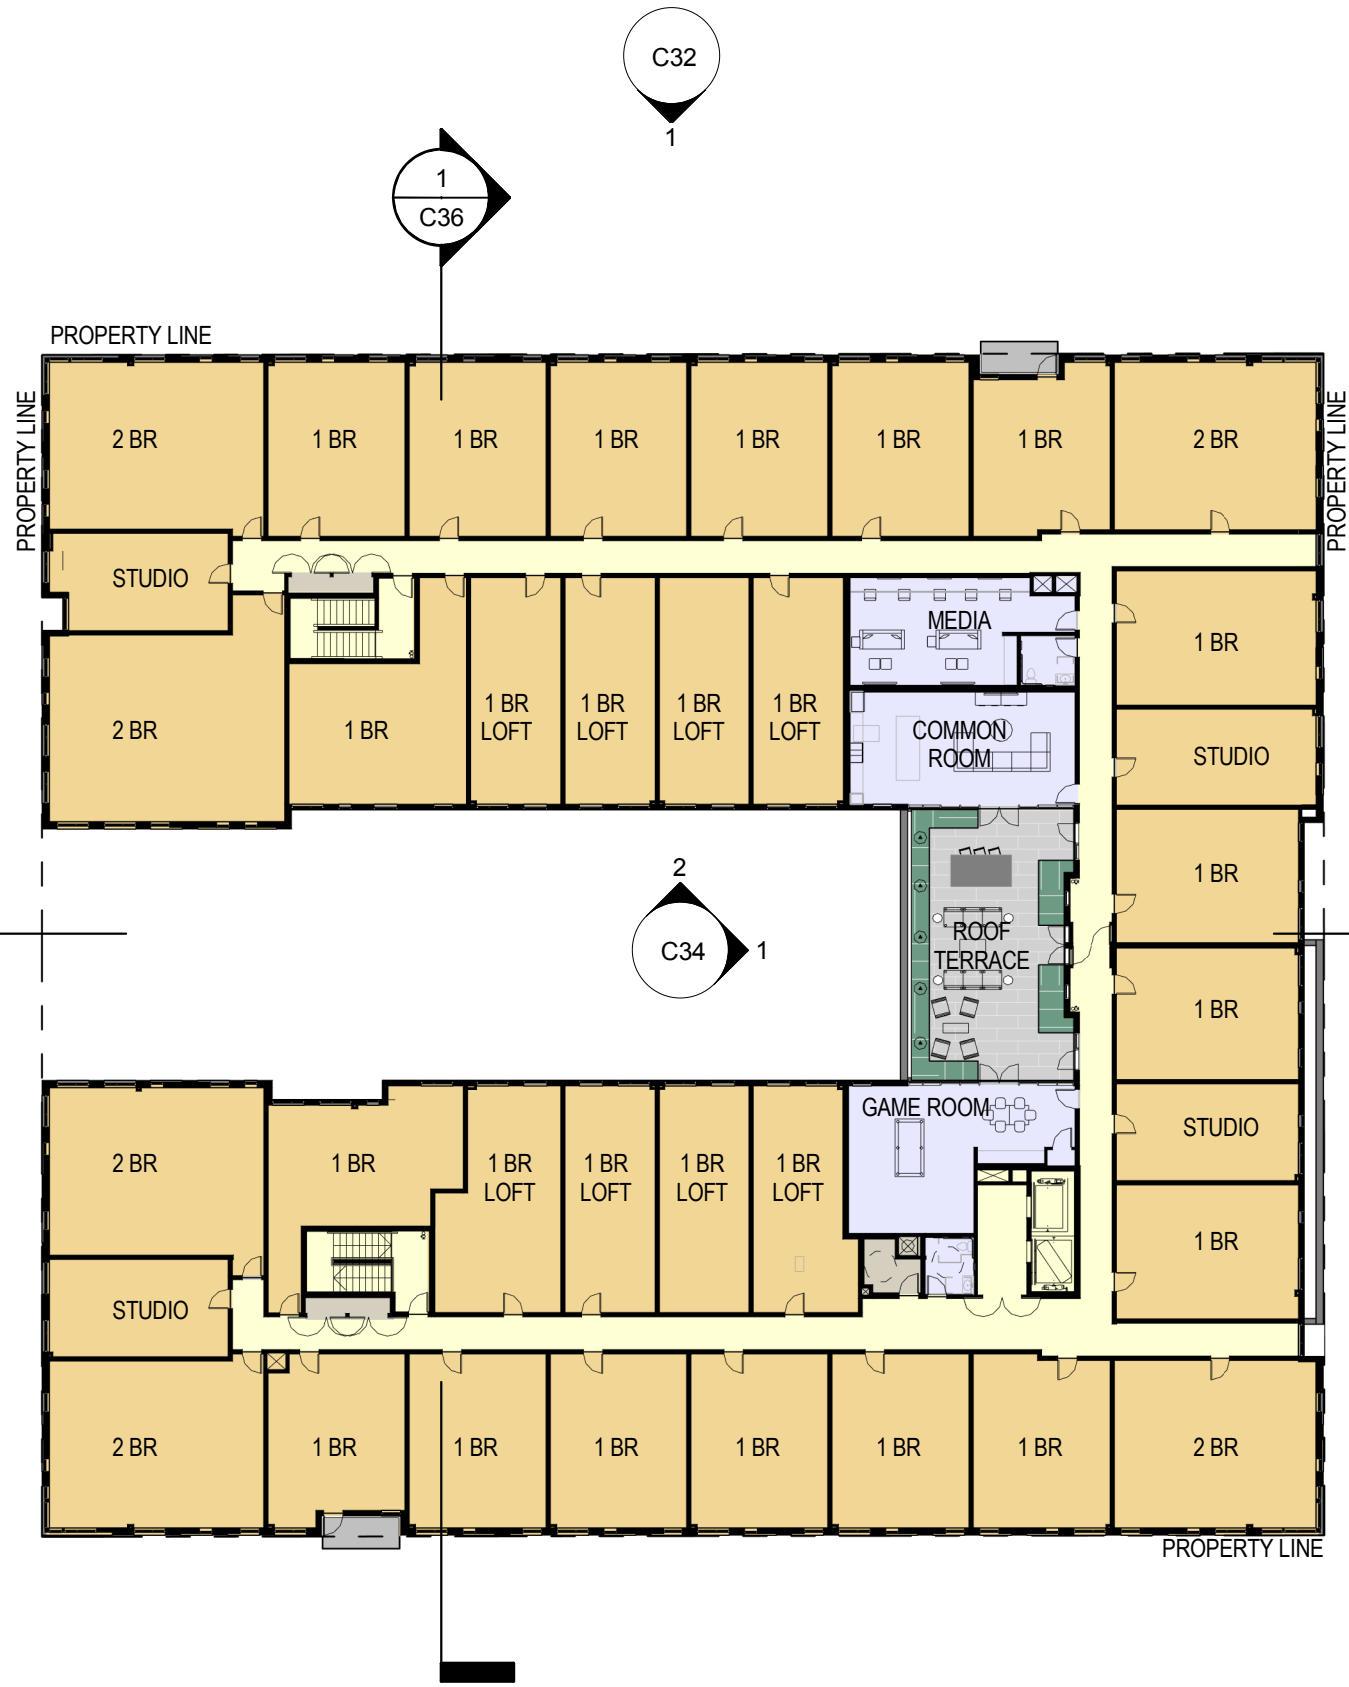 C32
1
1
C36
PROPERTY LINE
PROPERTY LINE
PROPERTY LINE
2 BR
1 BR
1 BR
1 BR
1 BR
1 BR
1 BR
2 BR
STUDIO
MEDIA
1 BR
2 BR
1 BR
1 BR
LOFT
1 BR
LOFT
1 BR
LOFT
1 BR
LOFT
COMMON
ROOM
STUDIO
1 BR
2
C34
1
ROOF
TERRACE
1 BR
GAME ROOM
STUDIO
2 BR
1 BR
1 BR
LOFT
1 BR
LOFT
1 BR
LOFT
1 BR
LOFT
1 BR
STUDIO
2 BR
1 BR
1 BR
1 BR
1 BR
1 BR
1 BR
2 BR
PROPERTY LINE